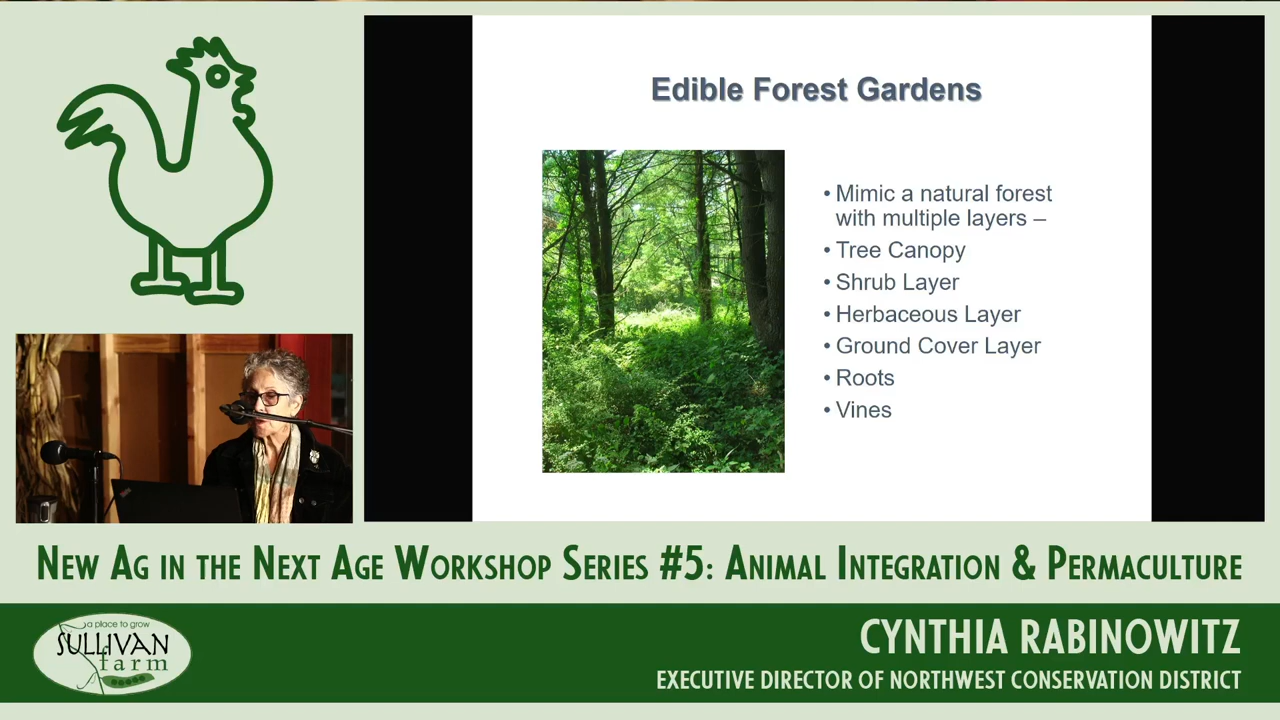 Edible Forest Gardens
• Mimic a natural forest
with multiple layers –
• Tree Canopy
• Shrub Layer
• Herbaceous Layer
• Ground Cover Layer
• Roots
• Vines
NEW AG IN THE NEXT AGE WORKSHOP SERIES #5: ANIMAL INTEGRATION & PERMACULTURE
a place to grow
SULLIVAN
farm
CYNTHIA RABINOWITZ
EXECUTIVE DIRECTOR OF NORTHWEST CONSERVATION DISTRICT